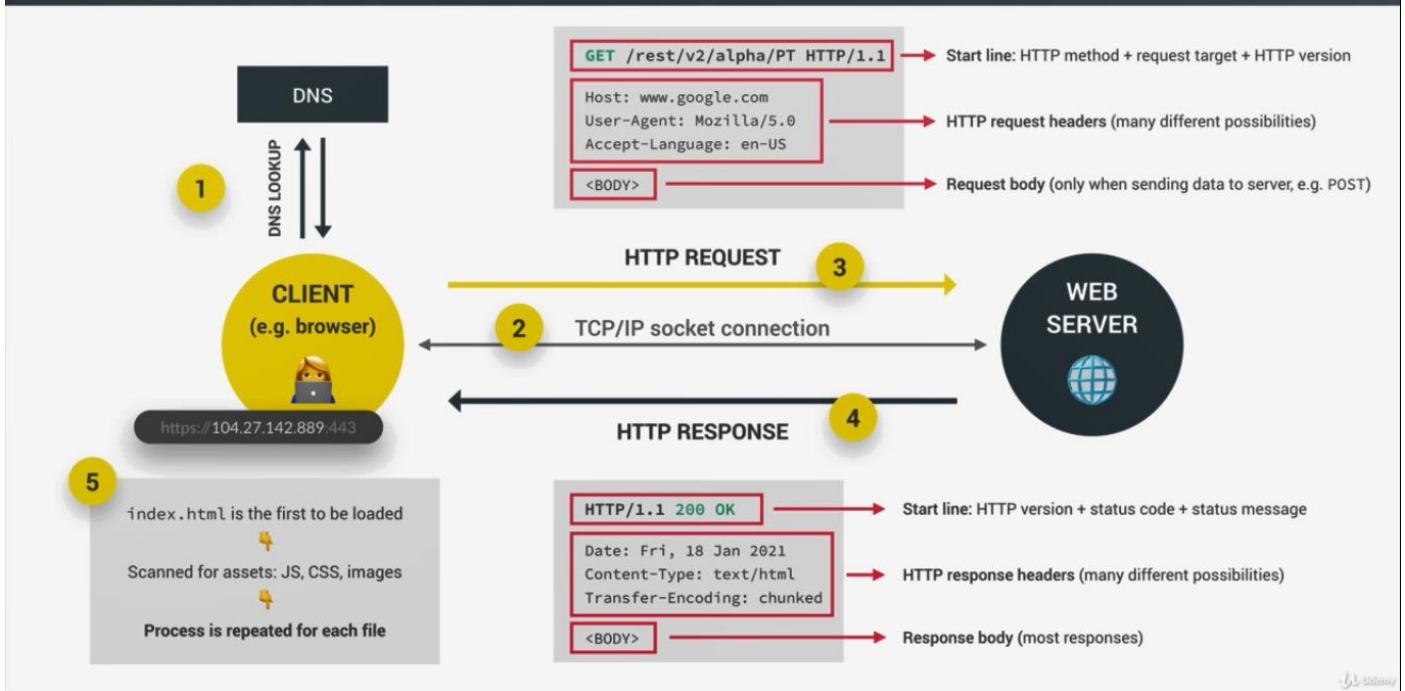 DNS
1
DNS LOOKUP
GET /rest/v2/alpha/PT HTTP/1.1
Start line: HTTP method + request target + HTTP version
Host: www.google.com
User-Agent: Mozilla/5.0
Accept-Language: en-US
HTTP request headers (many different possibilities)
<BODY>
Request body (only when sending data to server, e.g. POST)
HTTP REQUEST
3
CLIENT
(e.g. browser)
2
TCP/IP socket connection
WEB
SERVER
https://104.27.142.889:443
HTTP RESPONSE
4
5
index.html is the first to be loaded
Scanned for assets: JS, CSS, images
Process is repeated for each file
HTTP/1.1 200 OK
Start line: HTTP version + status code + status message
Date: Fri, 18 Jan 2021
Content-Type: text/html
Transfer-Encoding: chunked
HTTP response headers (many different possibilities)
<BODY>
Response body (most responses)
Udemy